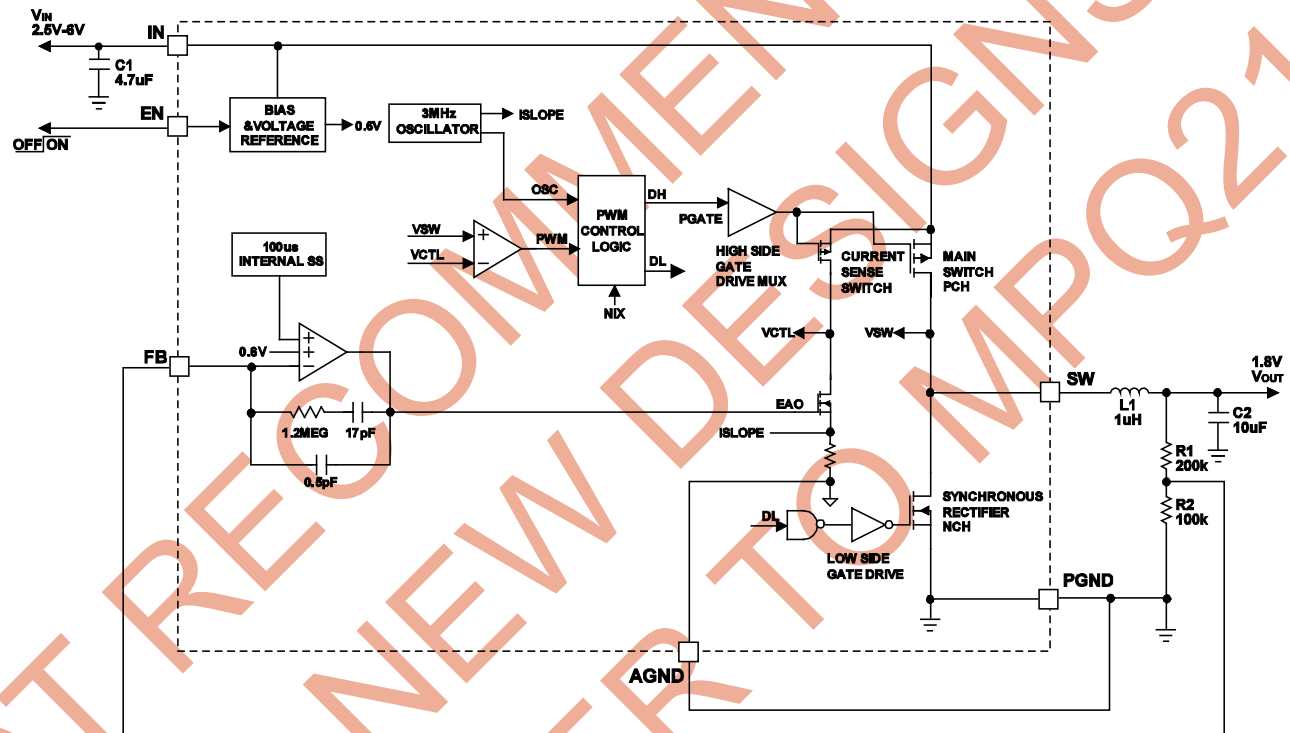 VIN
2.5V-6V
IN
C1
4.7uF
EN
OFF ON
BIAS
&VOLTAGE
REFERENCE
0.6V
3MHz
OSCILLATOR
ISLOPE
OSC
VSW
VCTL
+
−
PWM
PWM
CONTROL
LOGIC
DH
DL
NIX
PGATE
HIGH SIDE
GATE
DRIVE MUX
CURRENT
SENSE
SWITCH
MAIN
SWITCH
PCH
100us
INTERNAL SS
FB
0.6V
+
+
−
1.2MEG
17pF
0.5pF
VCTL
VSW
EAO
ISLOPE
SW
L1
1uH
1.8V
VOUT
C2
10uF
R1
200k
R2
100k
DL
LOW SIDE
GATE DRIVE
SYNCHRONOUS
RECTIFIER
NCH
PGND
AGND
T RECOMMEN
NEW DESIGNS
ER TO MPQ21